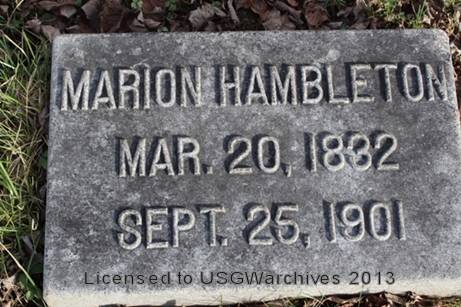 MARION HAMBLETON
MAR. 20, 1832
SEPT. 25, 1901
Licensed to USGWarchives 2013